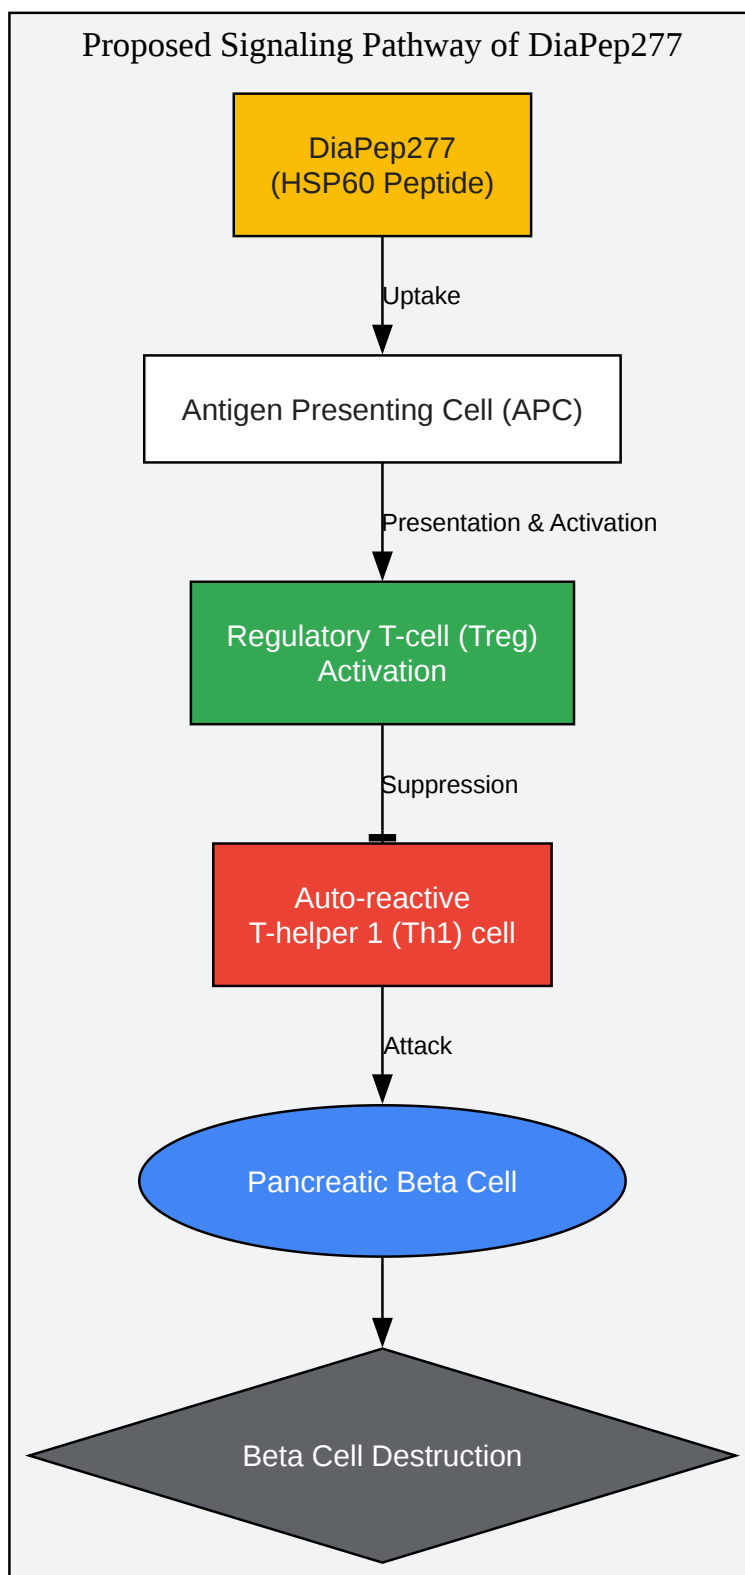 Proposed Signaling Pathway of DiaPep277
DiaPep277
(HSP60 Peptide)
Uptake
Antigen Presenting Cell (APC)
Presentation & Activation
Regulatory T-cell (Treg)
Activation
Suppression
Auto-reactive
T-helper 1 (Th1) cell
Attack
Pancreatic Beta Cell
Beta Cell Destruction